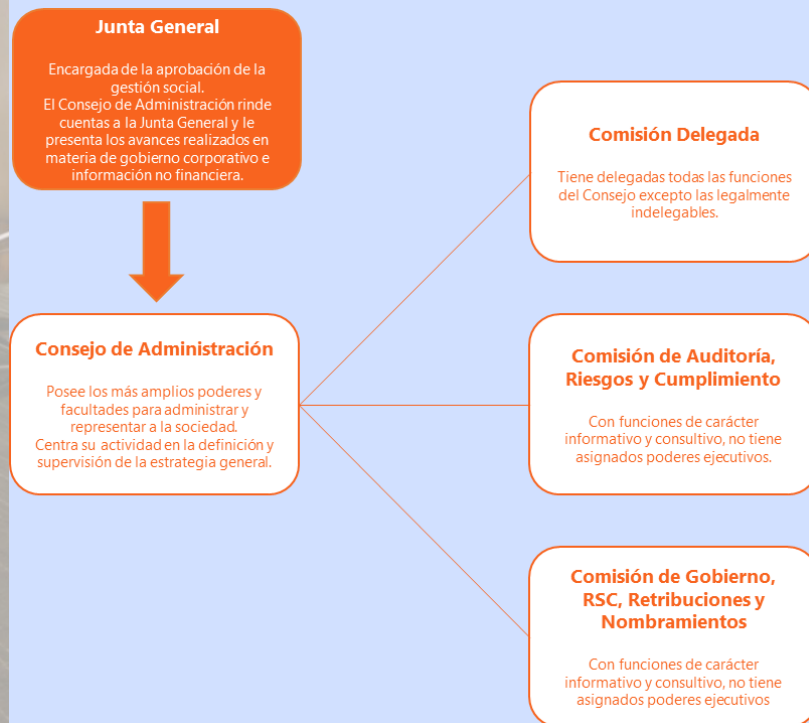 Junta General
Encargada de la aprobación de la
gestión social.
El Consejo de Administración rinde
cuentas a la Junta General y le
presenta los avances realizados en
materia de gobierno corporativo e
información no financiera.
Consejo de Administración
Posee los más amplios poderes y
facultades para administrar y
representar a la sociedad.
Centra su actividad en la definición y
supervisión de la estrategia general.
Comisión Delegada
Tiene delegadas todas las funciones
del Consejo excepto las legalmente
indelegables.
Comisión de Auditoría,
Riesgos y Cumplimiento
Con funciones de carácter
informativo y consultivo, no tiene
asignados poderes ejecutivos.
Comisión de Gobierno,
RSC, Retribuciones y
Nombramientos
Con funciones de carácter
informativo y consultivo, no tiene
asignados poderes ejecutivos